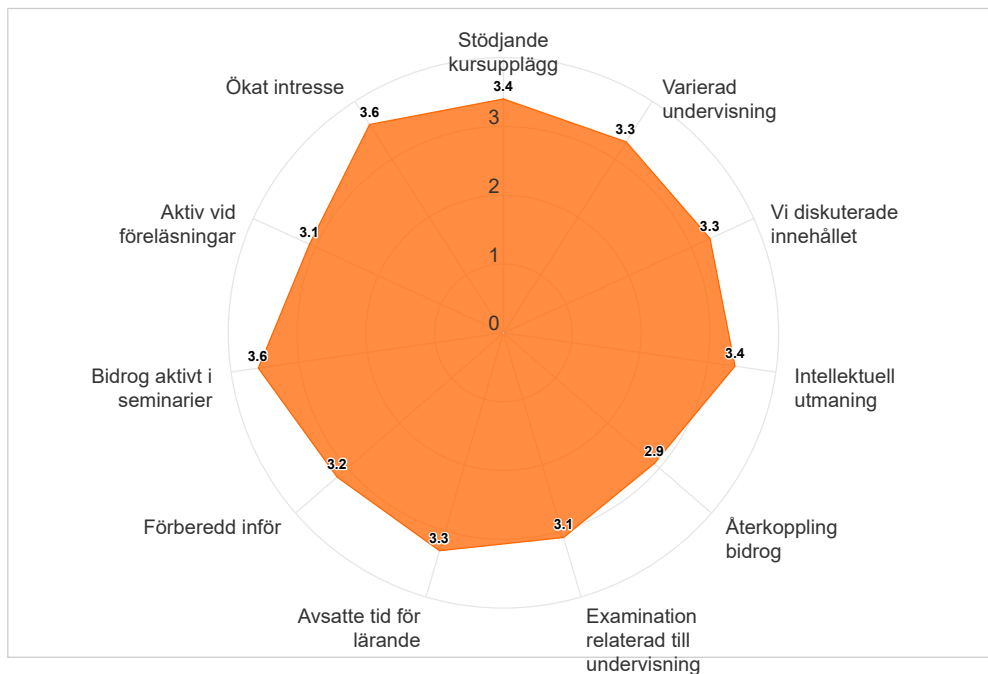 Stödjande
kursupplägg
3.4
Ökat intresse
3.6
Varierad
undervisning
3.3
3
2
1
0
Aktiv vid
föreläsningar
3.1
Vi diskuterade
innehållet
3.3
Bidrog aktivt i
seminarier
3.6
Intellektuell
utmaning
3.4
Förberedd inför
3.2
Återkoppling
bidrog
2.9
Avsatte tid för
lärande
3.3
Examination
relaterad till
undervisning
3.1